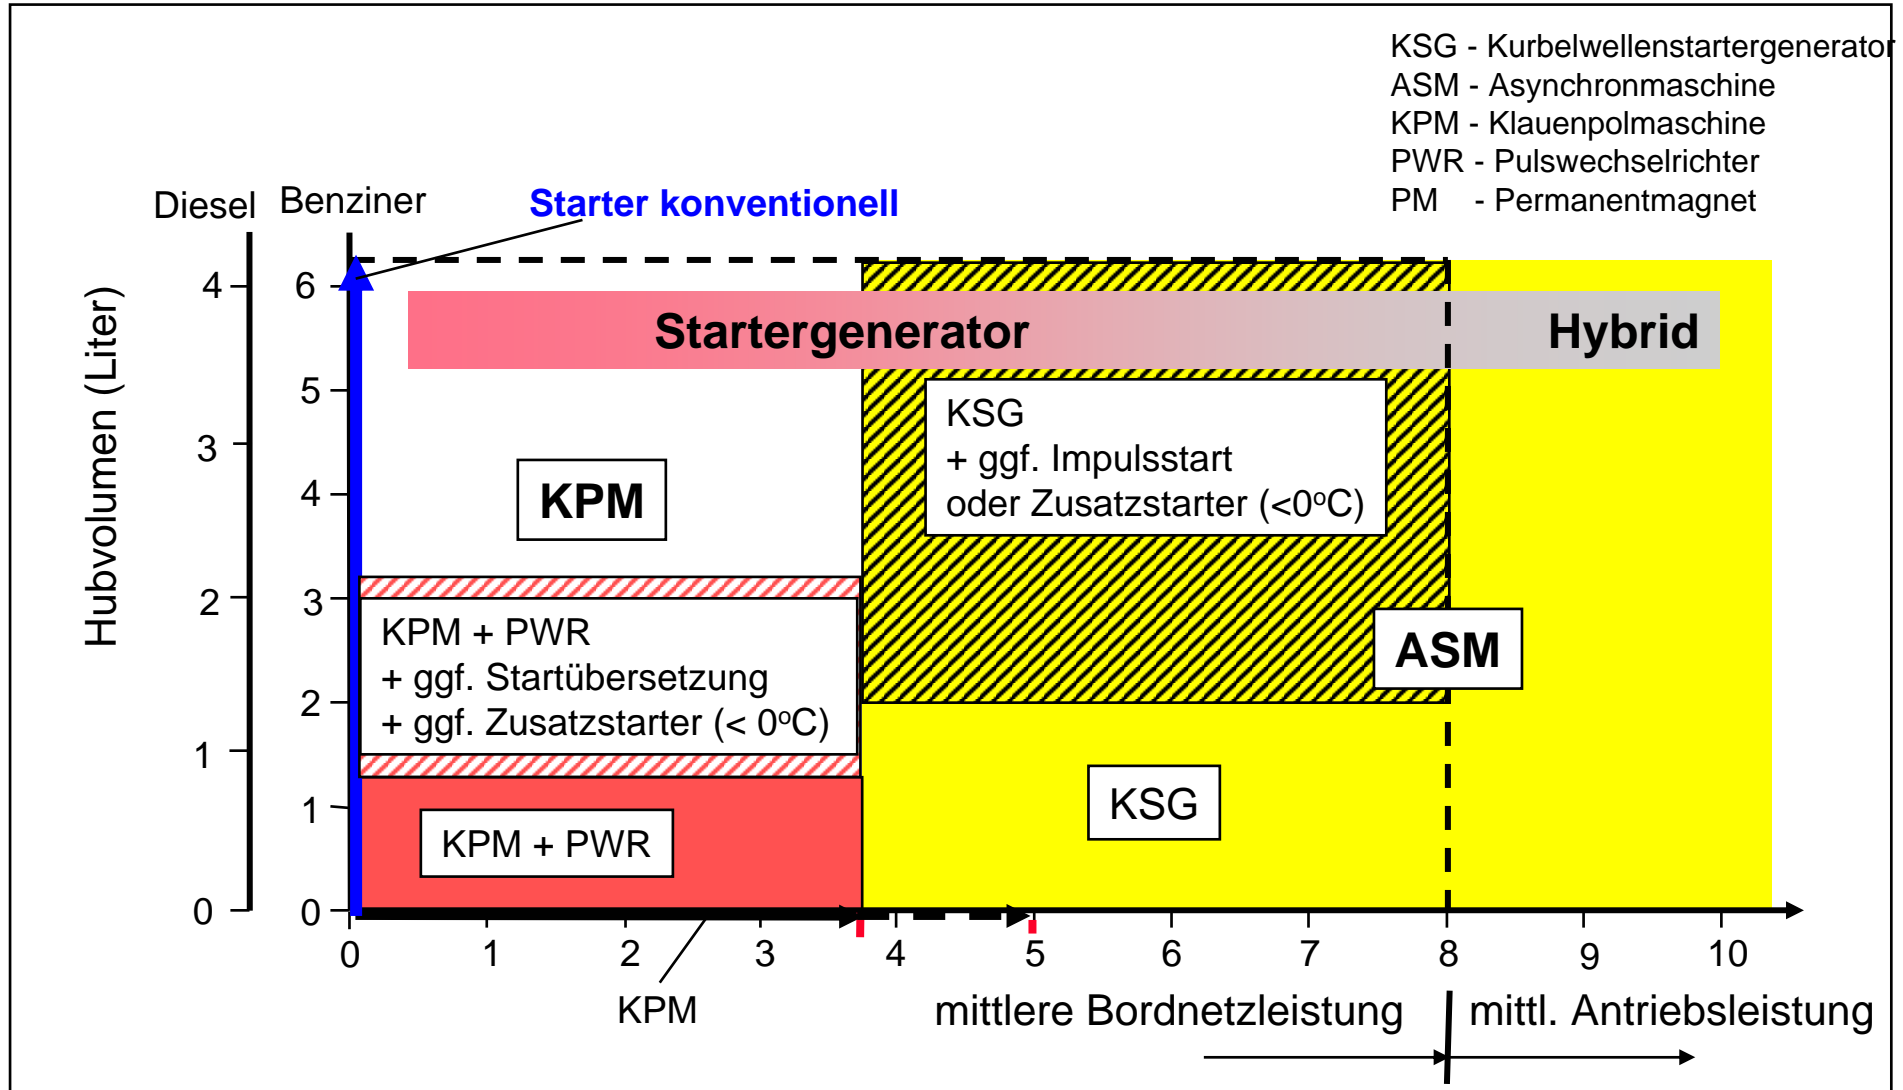 KSG - Kurbelwellenstartergenerator
ASM - Asynchronmaschine
KPM - Klauenpolmaschine
PWR - Pulswechselrichter
PM - Permanentmagnet
Diesel
Benziner
Starter konventionell
Hubvolumen (Liter)
4
3
2
1
0
6
5
4
3
2
1
0
Startergenerator
Hybrid
KPM
KSG
+ ggf. Impulsstart
oder Zusatzstarter (<0°C)
KPM + PWR
+ ggf. Startübersetzung
+ ggf. Zusatzstarter (< 0°C)
ASM
KPM + PWR
KSG
0 1 2 3 4 5 6 7 8 9 10
KPM
mittlere Bordnetzleistung
mittl. Antriebsleistung